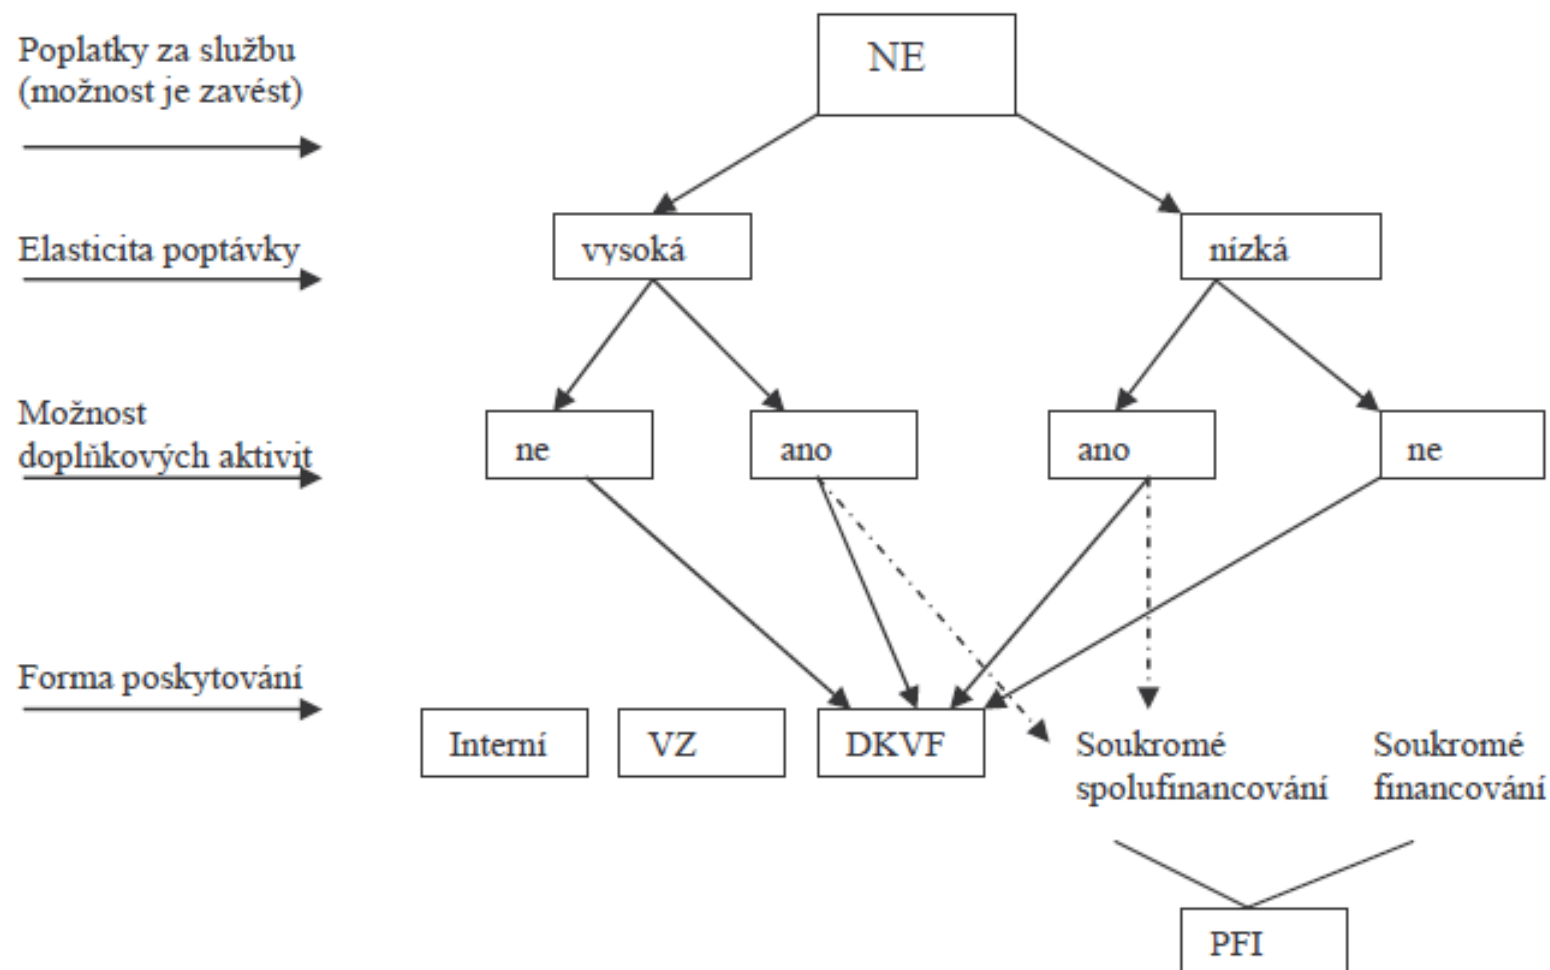 Poplatky za službu
(možnost je zavést)
NE
Elasticita poptávky
vysoká
nízká
Možnost
doplňkových aktivit
ne
ano
ano
ne
Forma poskytování
Interní
VZ
DKVF
Soukromé
spolufinancování
Soukromé
financování
PFI